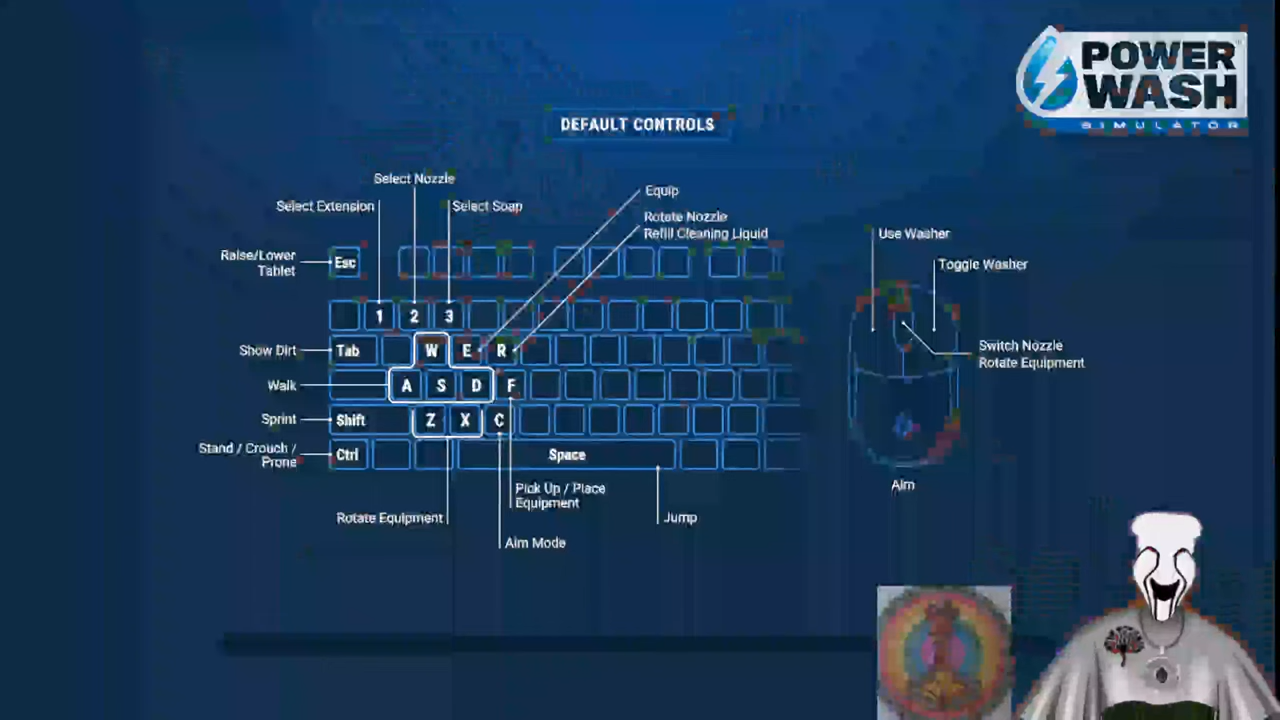 POWER
WASH
SIMULATOR
DEFAULT CONTROLS
Select Nozzle
Select Extension
Select Soap
Equip
Rotate Nozzle
Refill Cleaning Liquid
Raise/Lower
Tablet
Esc
Use Washer
Toggle Washer
1 2 3
Show Dirt
Tab W E R
Switch Nozzle
Rotate Equipment
Walk
A S D F
Sprint
Shift Z X C
Stand / Crouch /
Prone
Ctrl Space
Aim
Pick Up / Place
Equipment
Rotate Equipment
Jump
Aim Mode